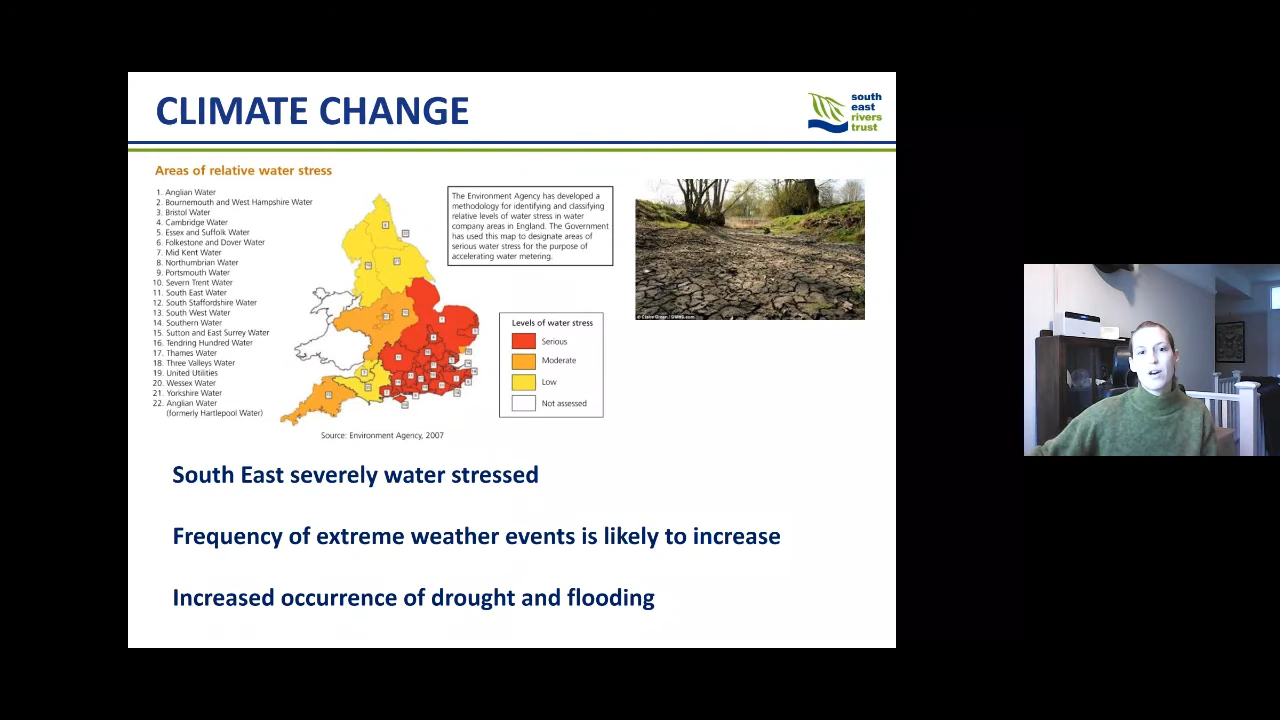 CLIMATE CHANGE
south
east
rivers
trust
Areas of relative water stress
1. Anglian Water
2. Bournemouth and West Hampshire Water
3. Bristol Water
4. Cambridge Water
5. Essex and Suffolk Water
6. Folkestone and Dover Water
7. Mid Kent Water
8. Northumbrian Water
9. Portsmouth Water
10. Severn Trent Water
11. South East Water
12. South Staffordshire Water
13. South West Water
14. Southern Water
15. Sutton and East Surrey Water
16. Tendring Hundred Water
17. Thames Water
18. Three Valleys Water
19. United Utilities
20. Wessex Water
21. Yorkshire Water
22. Anglian Water
(formerly Hartlepool Water)
The Environment Agency has developed a
methodology for identifying and classifying
relative levels of water stress in water
company areas in England. The Government
has used this map to designate areas of
serious water stress for the purpose of
accelerating water metering.
Levels of water stress
Serious
Moderate
Low
Not assessed
Source: Environment Agency, 2007
South East severely water stressed
Frequency of extreme weather events is likely to increase
Increased occurrence of drought and flooding